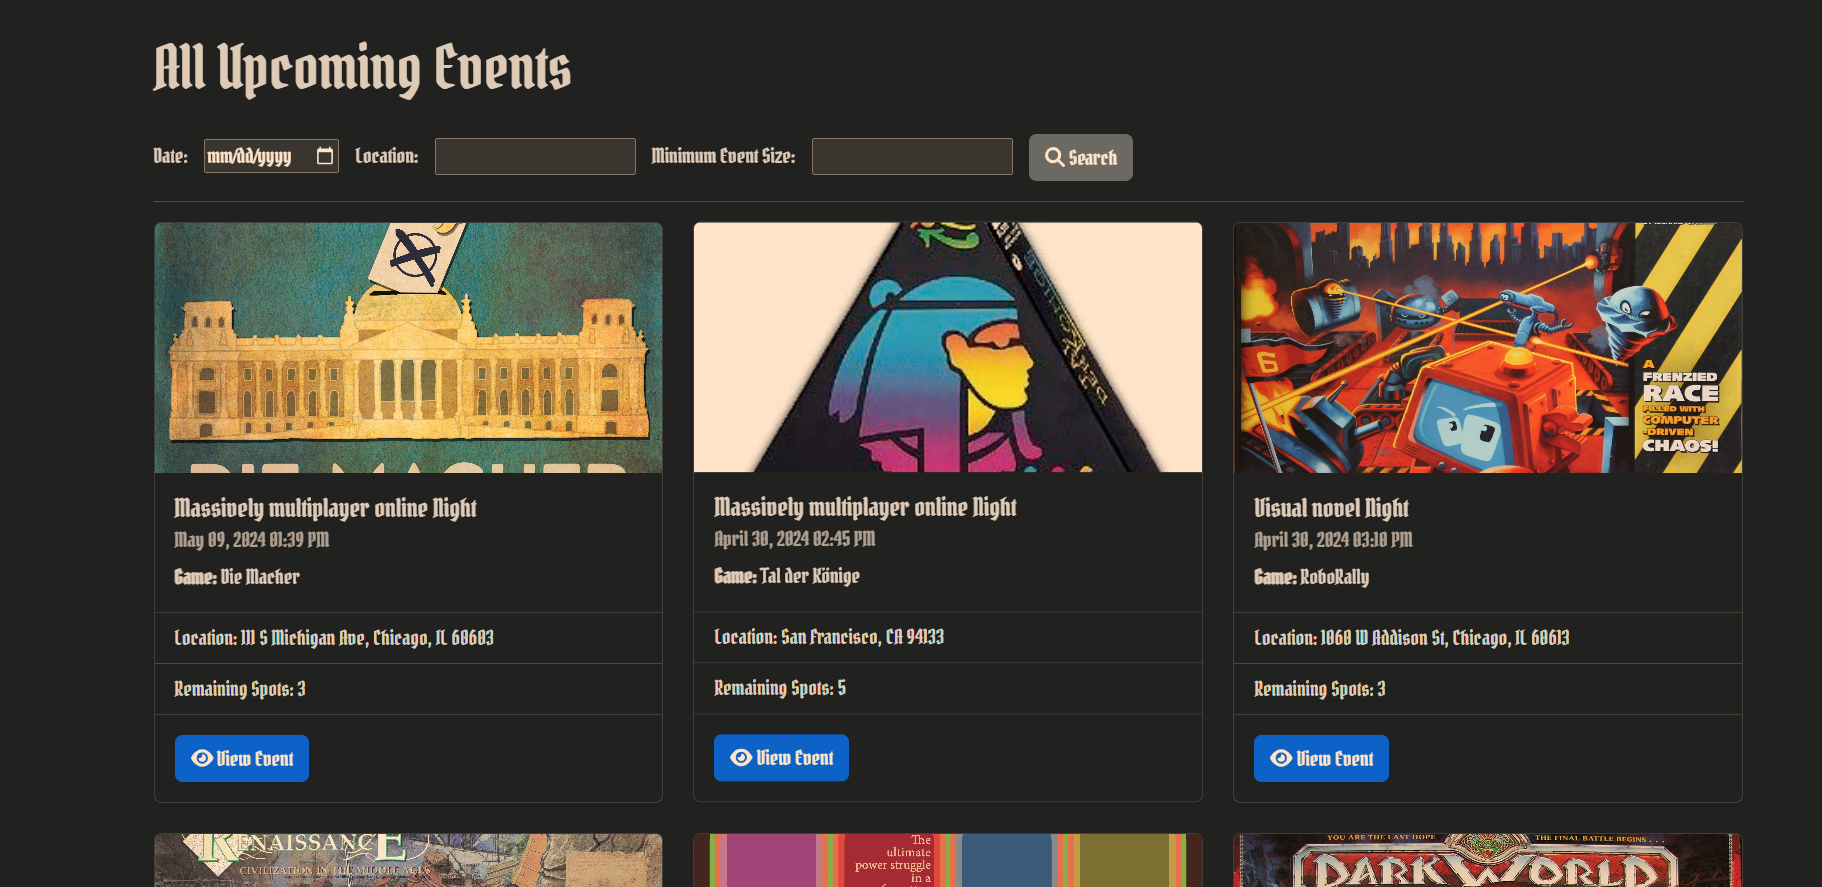 All Upcoming Events
Date: mm/dd/yyyy Location: Minimum Event Size: Search
DIE MACHER
6
A
FRENZIED
RACE
FILLED WITH
COMPUTER
-DRIVEN
CHAOS!
Massively multiplayer online Night
May 09, 2024 01:39 PM
Game: Die Macher
Location: 111 S Michigan Ave, Chicago, IL 60603
Remaining Spots: 3
View Event
Massively multiplayer online Night
April 30, 2024 02:45 PM
Game: Tal der Könige
Location: San Francisco, CA 94133
Remaining Spots: 5
View Event
Visual novel Night
April 30, 2024 03:10 PM
Game: RoboRally
Location: 1060 W Addison St, Chicago, IL 60613
Remaining Spots: 3
View Event
RENAISSANCE
CIVILIZATION IN THE MIDDLE AGES
The
ultimate
power struggle
in a
YOU ARE THE LAST HOPE THE FINAL BATTLE BEGINS . . .
DARK WORLD